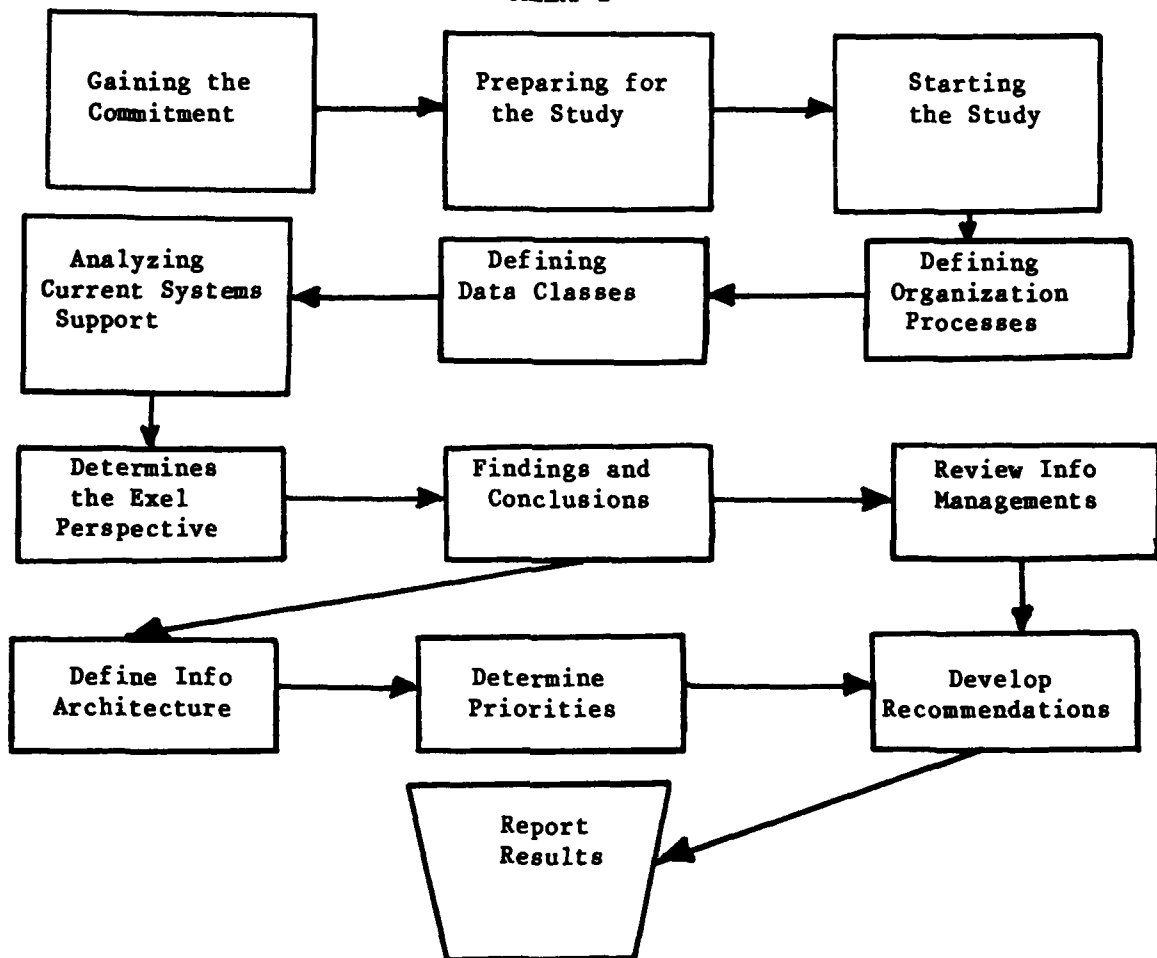 Gaining the
Commitment
Preparing for
the Study
Starting
the Study
Analyzing
Current Systems
Support
Defining
Data Classes
Defining
Organization
Processes
Determines
the Exel
Perspective
Findings and
Conclusions
Review Info
Managements
Define Info
Architecture
Determine
Priorities
Develop
Recommendations
Report
Results